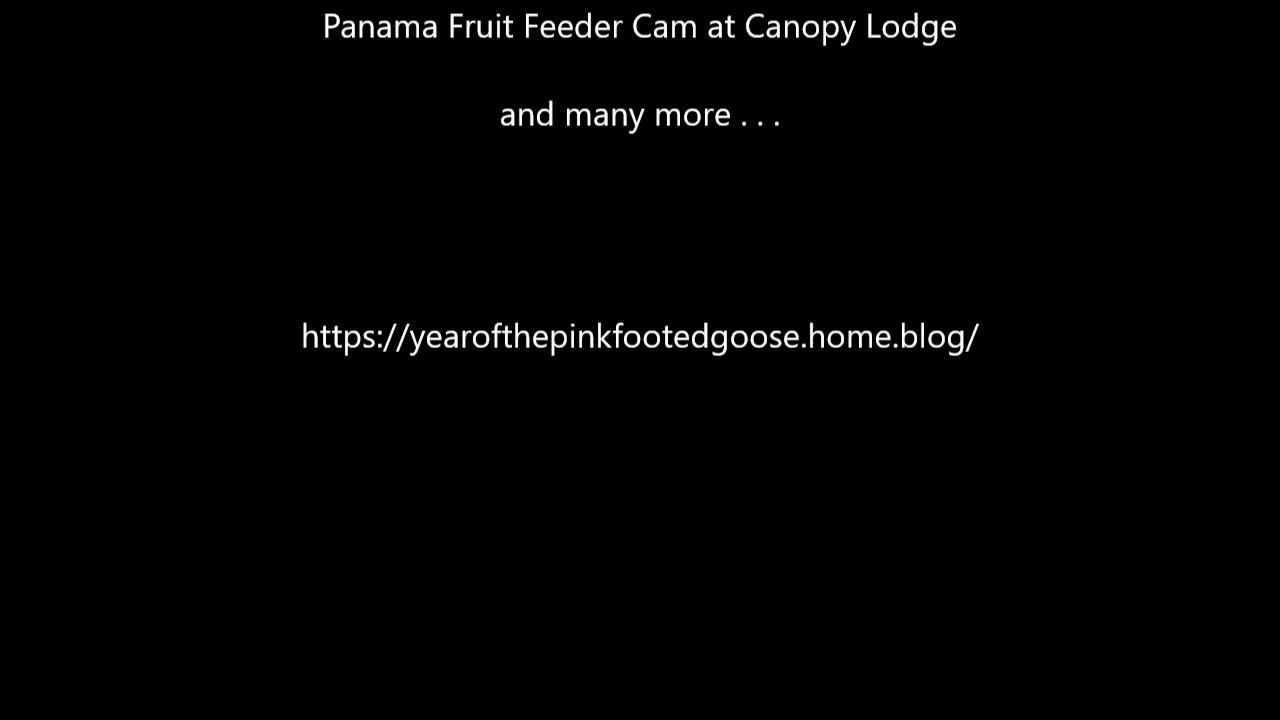 Panama Fruit Feeder Cam at Canopy Lodge
and many more . . .
https://yearofthepinkfootedgoose.home.blog/